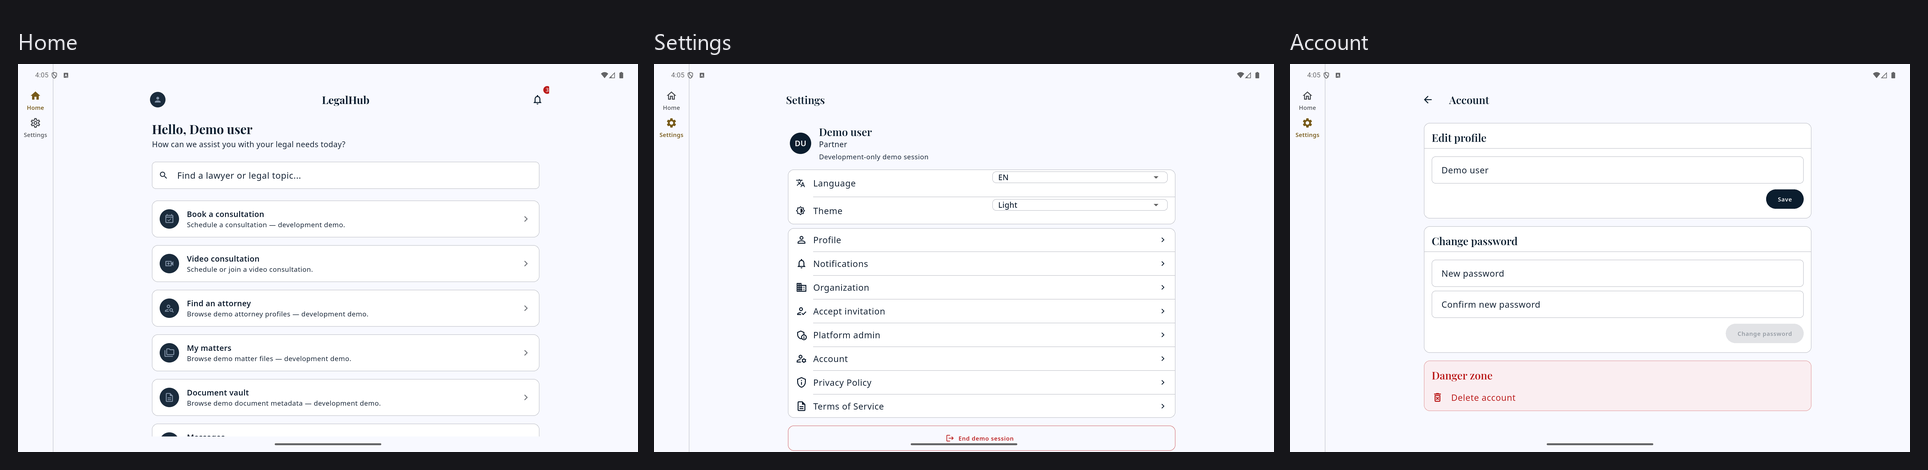 Home
4:05
Home
Settings
LegalHub
3
Hello, Demo user
How can we assist you with your legal needs today?
Find a lawyer or legal topic...
Book a consultation
Schedule a consultation — development demo.
Video consultation
Schedule or join a video consultation.
Find an attorney
Browse demo attorney profiles — development demo.
My matters
Browse demo matter files — development demo.
Document vault
Browse demo document metadata — development demo.
Settings
4:05
Home
Settings
Settings
DU
Demo user
Partner
Development-only demo session
Language
EN
Theme
Light
Profile
Notifications
Organization
Accept invitation
Platform admin
Account
Privacy Policy
Terms of Service
End demo session
Account
4:05
Home
Settings
Account
Edit profile
Demo user
Save
Change password
New password
Confirm new password
Change password
Danger zone
Delete account